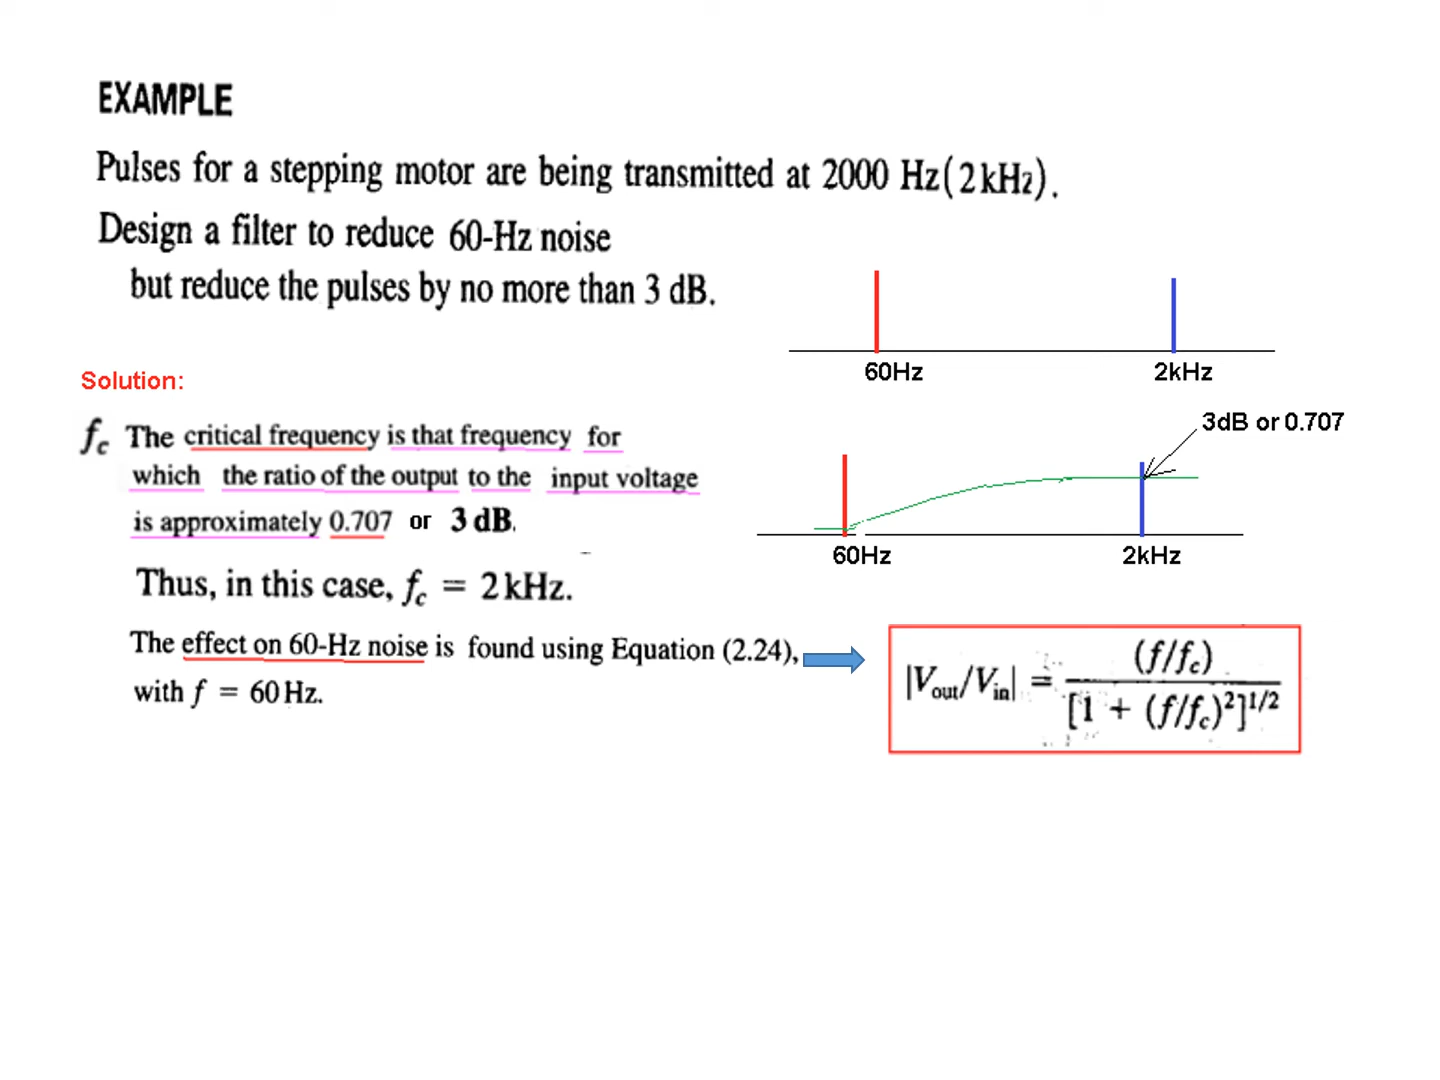 EXAMPLE
Pulses for a stepping motor are being transmitted at 2000 Hz(2kHz).
Design a filter to reduce 60-Hz noise
but reduce the pulses by no more than 3 dB.
60Hz 2kHz
Solution:
3dB or 0.707
fc The critical frequency is that frequency for
which the ratio of the output to the input voltage
is approximately 0.707 or 3 dB.
60Hz 2kHz
Thus, in this case, fc = 2kHz.
The effect on 60-Hz noise is found using Equation (2.24),
with f = 60 Hz.
|Vout/Vin| = (f/fc) / [1 + (f/fc)²]^1/2